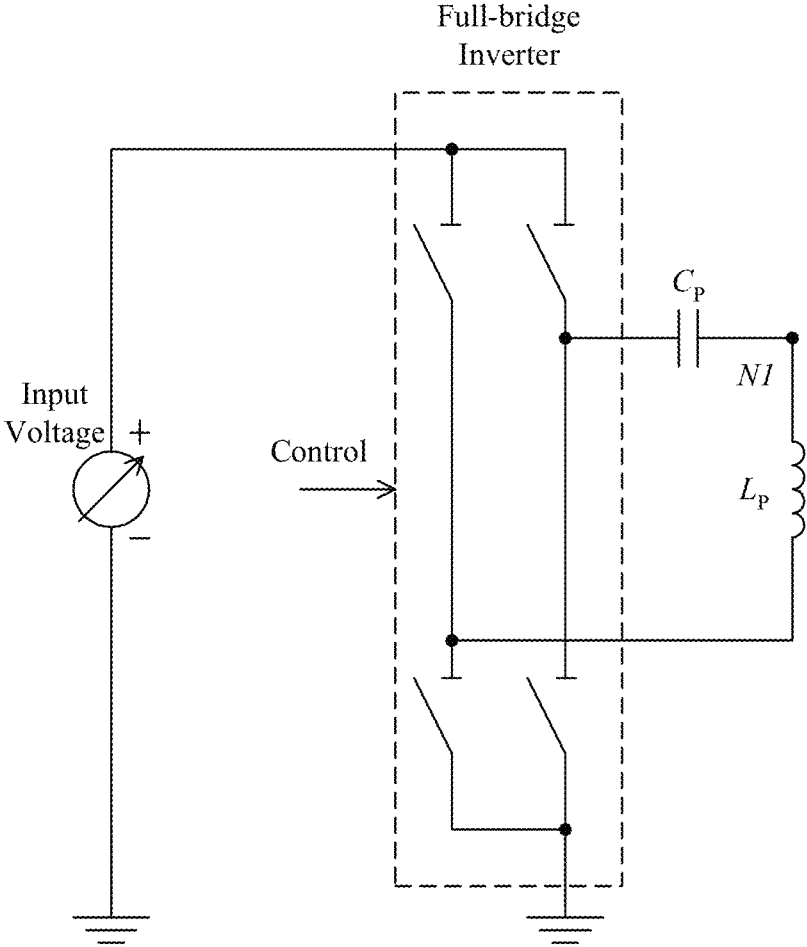 Full-bridge
Inverter
C_P
N1
Input
Voltage
+
Control
L_P
−